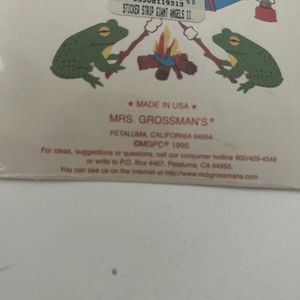 STICKER STRIP GIANT ANGELS II
★ MADE IN USA ★
MRS. GROSSMAN'S®
PETALUMA, CALIFORNIA 94954
©MGPC® 1995
For ideas, suggestions or questions, call our consumer hotline 800/429-4549
or write to P.O. Box 4467, Petaluma, CA 94955.
You can see us on the Internet at http://www.mrsgrossmans.com